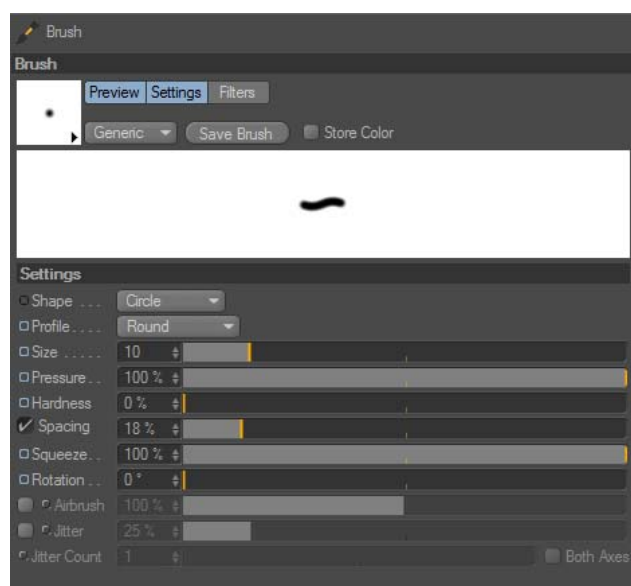 Brush
Brush
Preview Settings Filters
Generic Save Brush Store Color
Settings
Shape . . . Circle
Profile . . . . Round
Size . . . . . 10
Pressure . . 100 %
Hardness 0 %
Spacing 18 %
Squeeze . . 100 %
Rotation . . 0 °
Airbrush 100 %
Jitter 25 %
Jitter Count 1 Both Axes